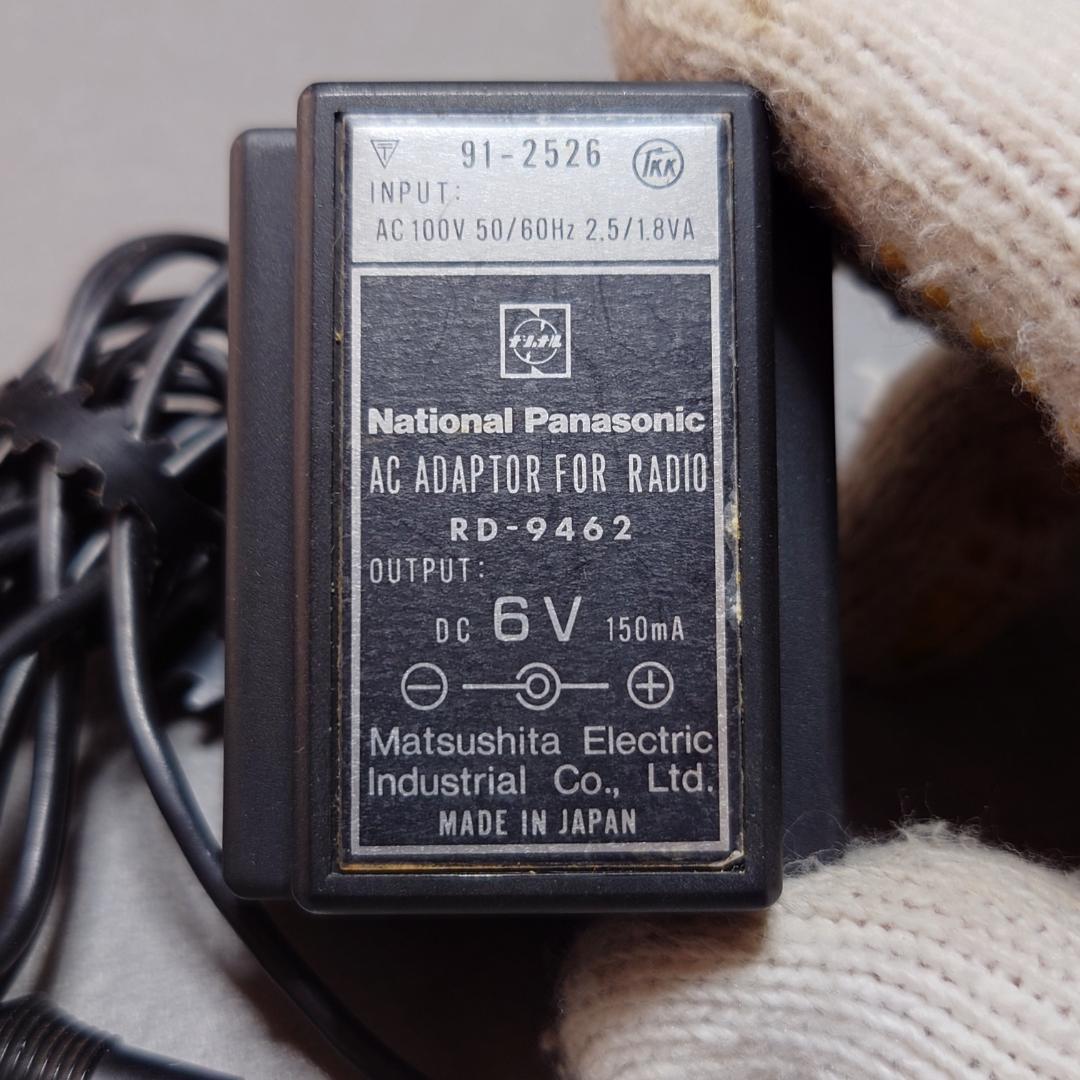 ▽T 91-2526 TKK
INPUT:
AC 100V 50/60Hz 2.5/1.8VA
ナショナル
National Panasonic
AC ADAPTOR FOR RADIO
RD-9462
OUTPUT:
DC 6V 150mA
⊖ ⊕
Matsushita Electric
Industrial Co., Ltd.
MADE IN JAPAN